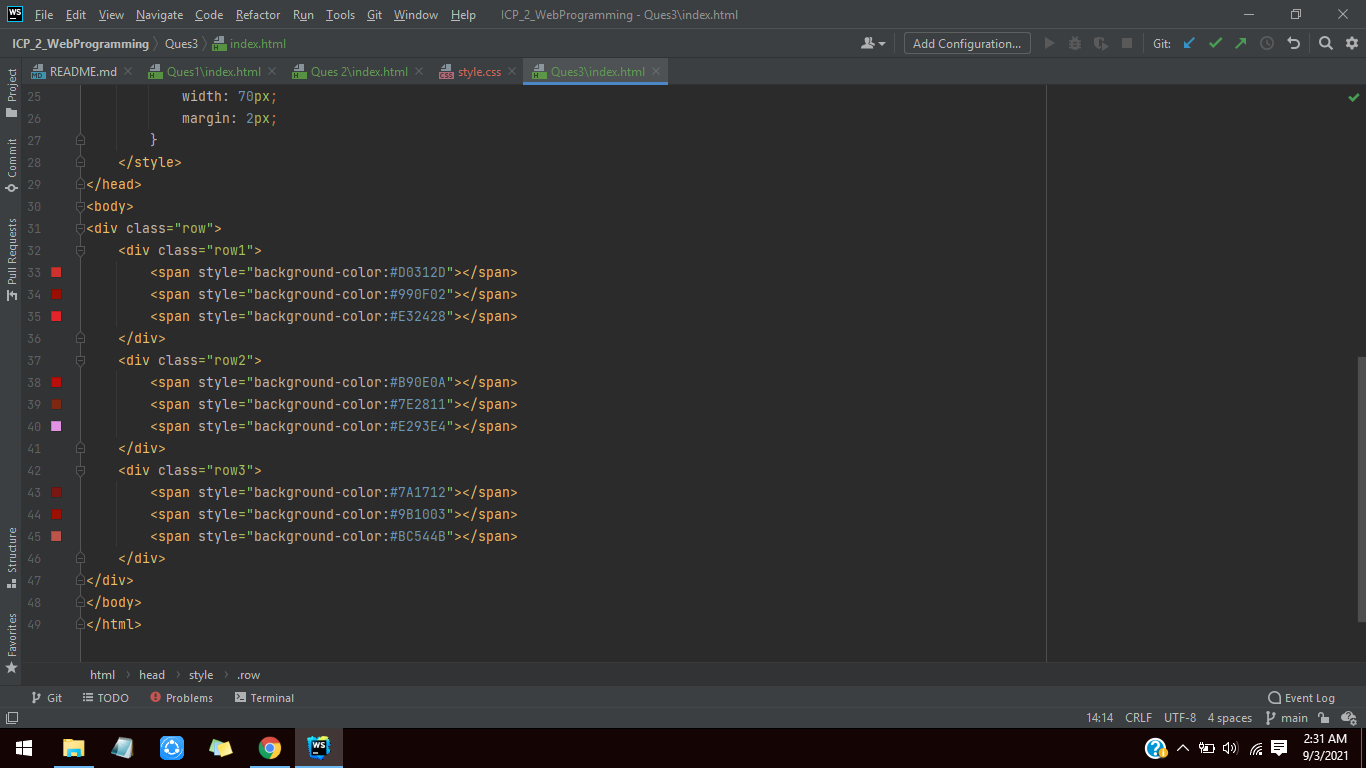 WS File Edit View Navigate Code Refactor Run Tools Git Window Help ICP_2_WebProgramming - Ques3\index.html
ICP_2_WebProgramming Ques3 index.html Add Configuration... Git:
README.md Ques1\index.html Ques 2\index.html style.css Ques3\index.html
Project
Commit
Pull Requests
Structure
Favorites
25 width: 70px;
26 margin: 2px;
27 }
28 </style>
29 </head>
30 <body>
31 <div class="row">
32 <div class="row1">
33 <span style="background-color:#D0312D"></span>
34 <span style="background-color:#990F02"></span>
35 <span style="background-color:#E32428"></span>
36 </div>
37 <div class="row2">
38 <span style="background-color:#B90E0A"></span>
39 <span style="background-color:#7E2811"></span>
40 <span style="background-color:#E293E4"></span>
41 </div>
42 <div class="row3">
43 <span style="background-color:#7A1712"></span>
44 <span style="background-color:#9B1003"></span>
45 <span style="background-color:#BC544B"></span>
46 </div>
47 </div>
48 </body>
49 </html>
html head style .row
Git TODO Problems Terminal Event Log
14:14 CRLF UTF-8 4 spaces main
WS 2:31 AM
9/3/2021